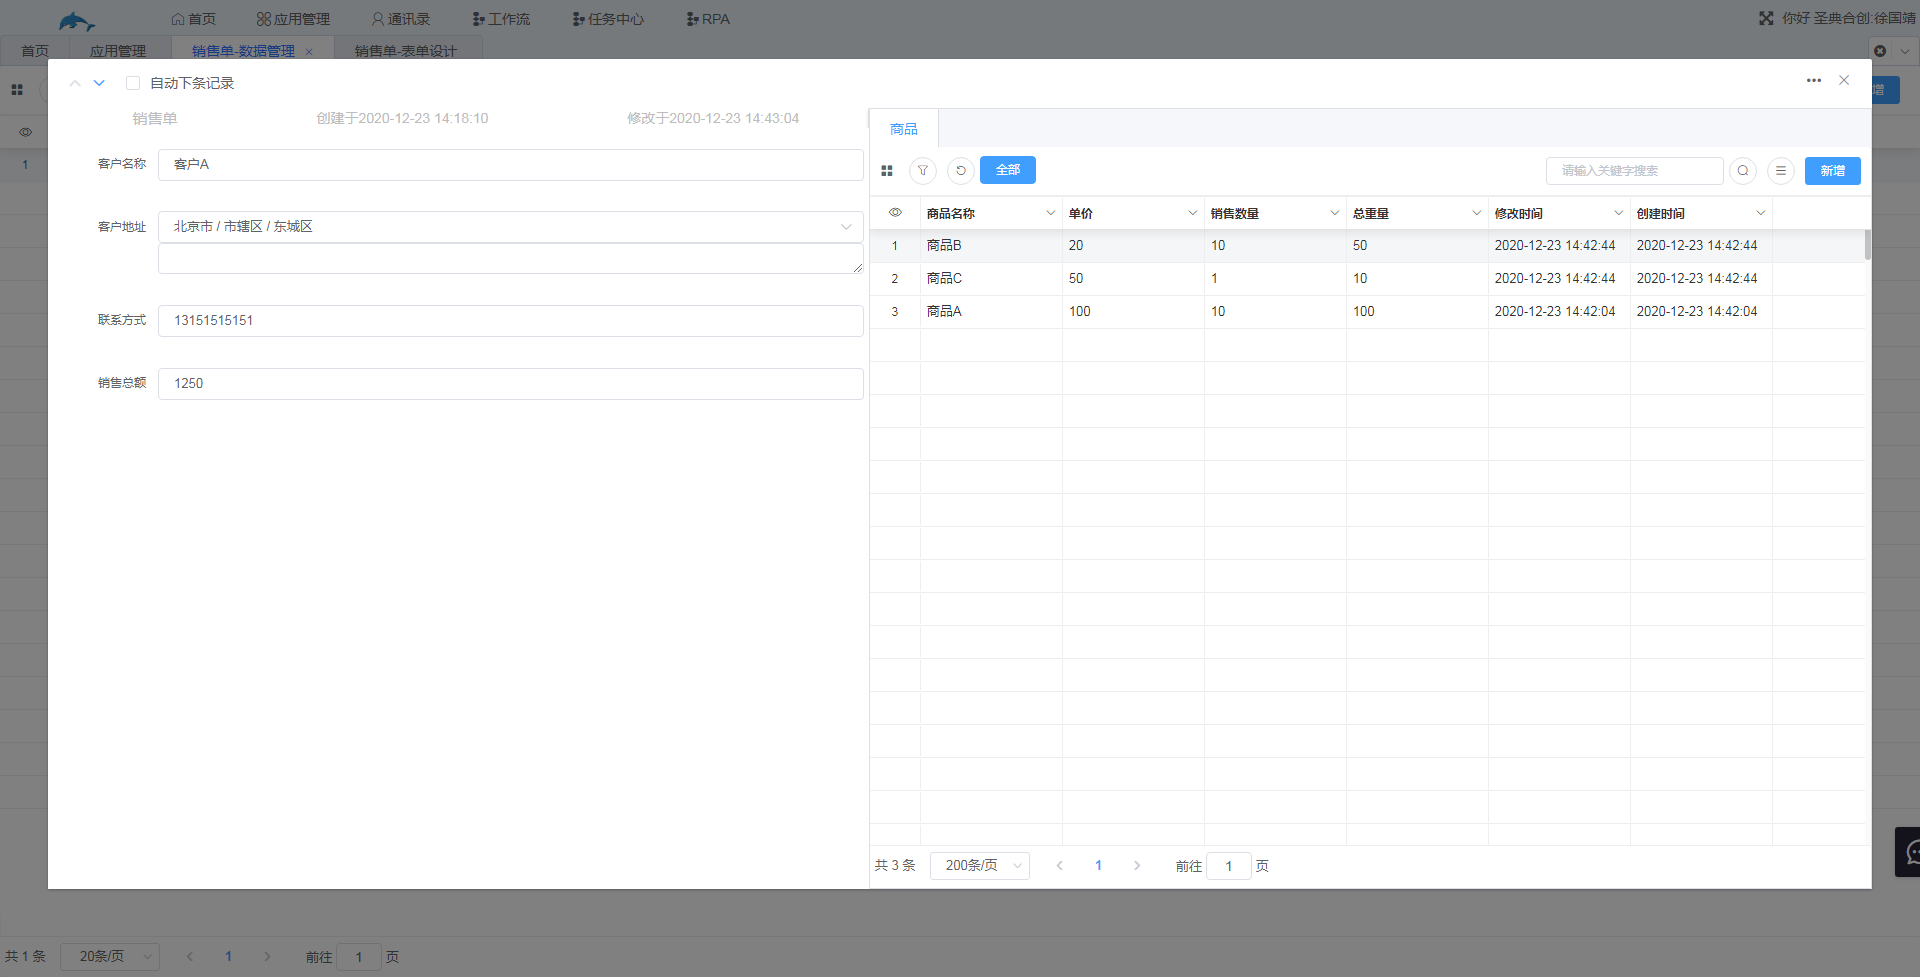 首页 应用管理 通讯录 工作流 任务中心 RPA 你好 圣典合创:徐国靖
首页 应用管理 销售单-数据管理 × 销售单-表单设计
自动下条记录
增
销售单 创建于2020-12-23 14:18:10 修改于2020-12-23 14:43:04
商品
客户名称 客户A
全部 请输入关键字搜索 新增
1
商品名称 单价 销售数量 总重量 修改时间 创建时间
客户地址 北京市 / 市辖区 / 东城区
1 商品B 20 10 50 2020-12-23 14:42:44 2020-12-23 14:42:44
2 商品C 50 1 10 2020-12-23 14:42:44 2020-12-23 14:42:44
3 商品A 100 10 100 2020-12-23 14:42:04 2020-12-23 14:42:04
联系方式 13151515151
销售总额 1250
共 3 条 200条/页 1 前往 1 页
共 1 条 20条/页 1 前往 1 页